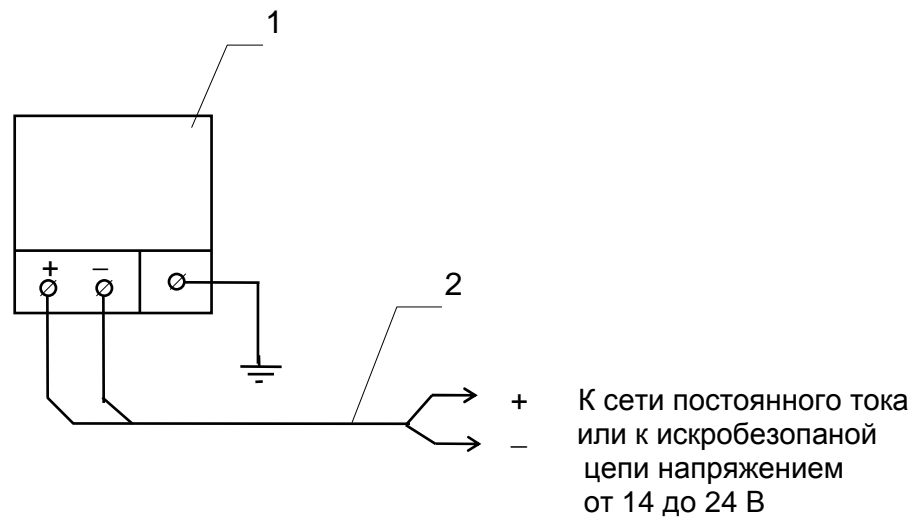 1
+ –
2
+ К сети постоянного тока
или к искробезопаной
– цепи напряжением
от 14 до 24 В